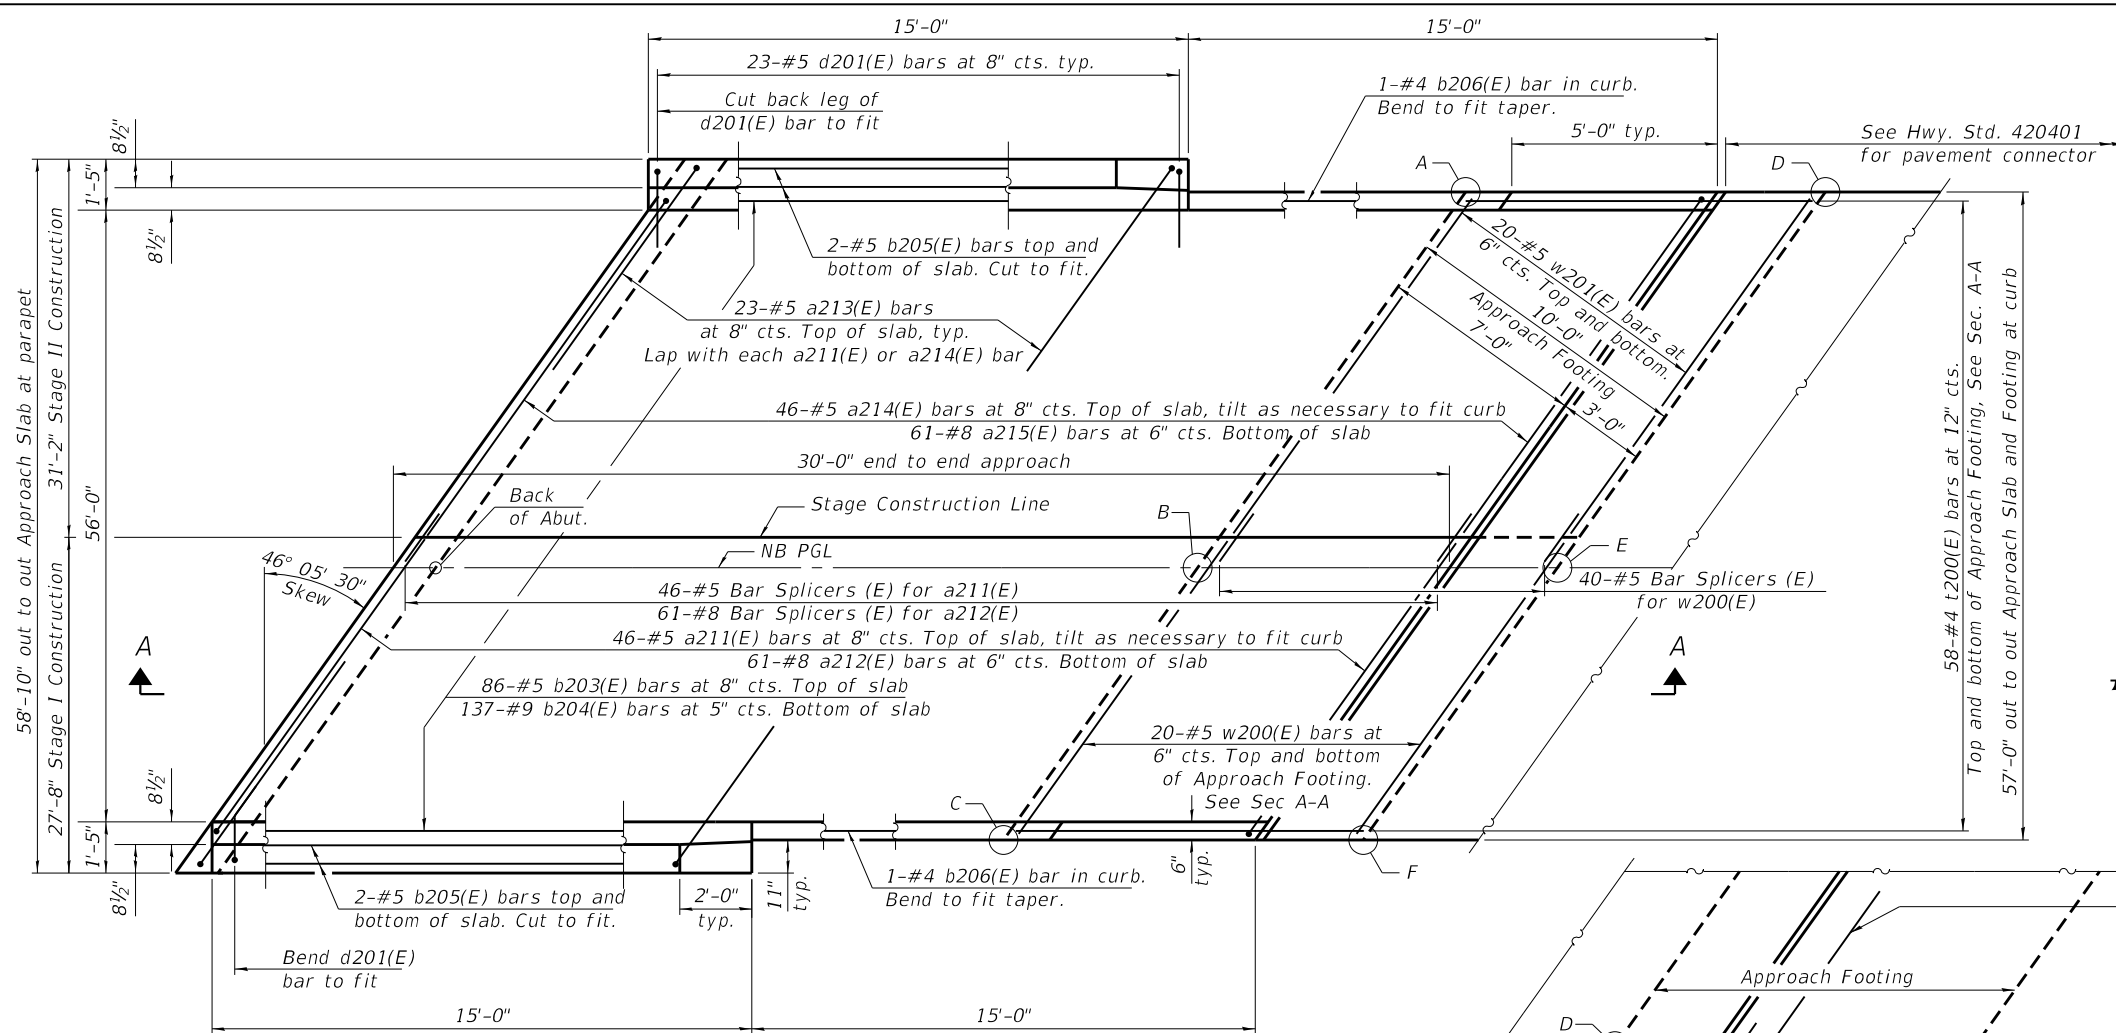 15'-0"
15'-0"
23-#5 d201(E) bars at 8" cts. typ.
1-#4 b206(E) bar in curb.
Bend to fit taper.
Cut back leg of
d201(E) bar to fit
5'-0" typ.
See Hwy. Std. 420401
for pavement connector
8½"
1'-5"
8½"
A
D
2-#5 b205(E) bars top and
bottom of slab. Cut to fit.
20-#5 w201(E) bars at
6" cts. Top and bottom.
10'-0"
Approach Footing
7'-0"
3'-0"
23-#5 a213(E) bars
at 8" cts. Top of slab, typ.
Lap with each a211(E) or a214(E) bar
46-#5 a214(E) bars at 8" cts. Top of slab, tilt as necessary to fit curb
61-#8 a215(E) bars at 6" cts. Bottom of slab
30'-0" end to end approach
Back
of Abut.
Stage Construction Line
B
NB PGL
E
46° 05' 30"
Skew
46-#5 Bar Splicers (E) for a211(E)
61-#8 Bar Splicers (E) for a212(E)
40-#5 Bar Splicers (E)
for w200(E)
46-#5 a211(E) bars at 8" cts. Top of slab, tilt as necessary to fit curb
61-#8 a212(E) bars at 6" cts. Bottom of slab
A
A
86-#5 b203(E) bars at 8" cts. Top of slab
137-#9 b204(E) bars at 5" cts. Bottom of slab
20-#5 w200(E) bars at
6" cts. Top and bottom
of Approach Footing.
See Sec A-A
58'-10" out to out Approach Slab at parapet
31'-2" Stage II Construction
27'-8" Stage I Construction
56'-0"
58-#4 t200(E) bars at 12" cts.
Top and bottom of Approach Footing, See Sec. A-A
57'-0" out to out Approach Slab and Footing at curb
8½"
1'-5"
8½"
C
F
6"
typ.
11"
typ.
2'-0"
typ.
1-#4 b206(E) bar in curb.
Bend to fit taper.
2-#5 b205(E) bars top and
bottom of slab. Cut to fit.
Bend d201(E)
bar to fit
15'-0"
15'-0"
Approach Footing
D